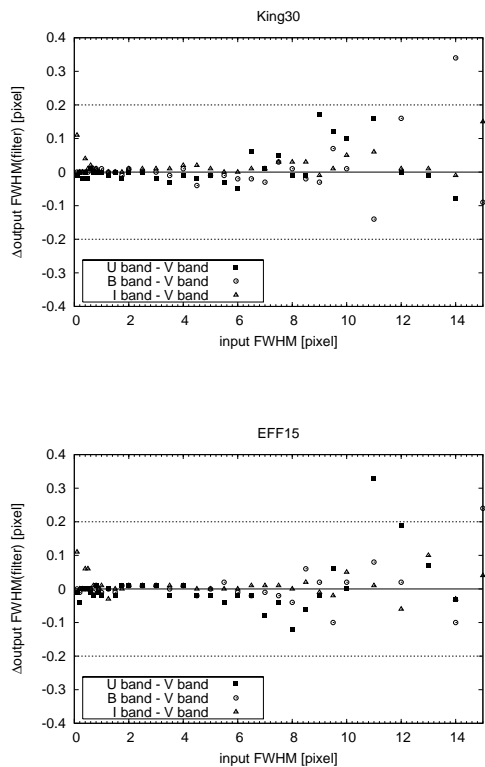 King30
0.4
0.3
0.2
0.1
0
-0.1
-0.2
-0.3
-0.4
Δoutput FWHM(filter) [pixel]
U band - V band
B band - V band
I band - V band
0 2 4 6 8 10 12 14
input FWHM [pixel]
EFF15
0.4
0.3
0.2
0.1
0
-0.1
-0.2
-0.3
-0.4
Δoutput FWHM(filter) [pixel]
U band - V band
B band - V band
I band - V band
0 2 4 6 8 10 12 14
input FWHM [pixel]